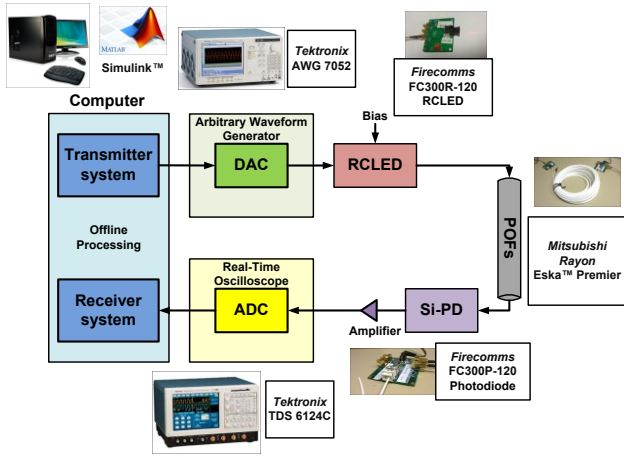 MATLAB
Simulink™
Tektronix
AWG 7052
Firecomms
FC300R-120
RCLED
Computer
Arbitrary Waveform
Generator
Bias
Transmitter
system
DAC
RCLED
POFs
Offline
Processing
Mitsubishi
Rayon
Eska™ Premier
Real-Time
Oscilloscope
Receiver
system
ADC
Amplifier
Si-PD
Firecomms
FC300P-120
Photodiode
Tektronix
TDS 6124C